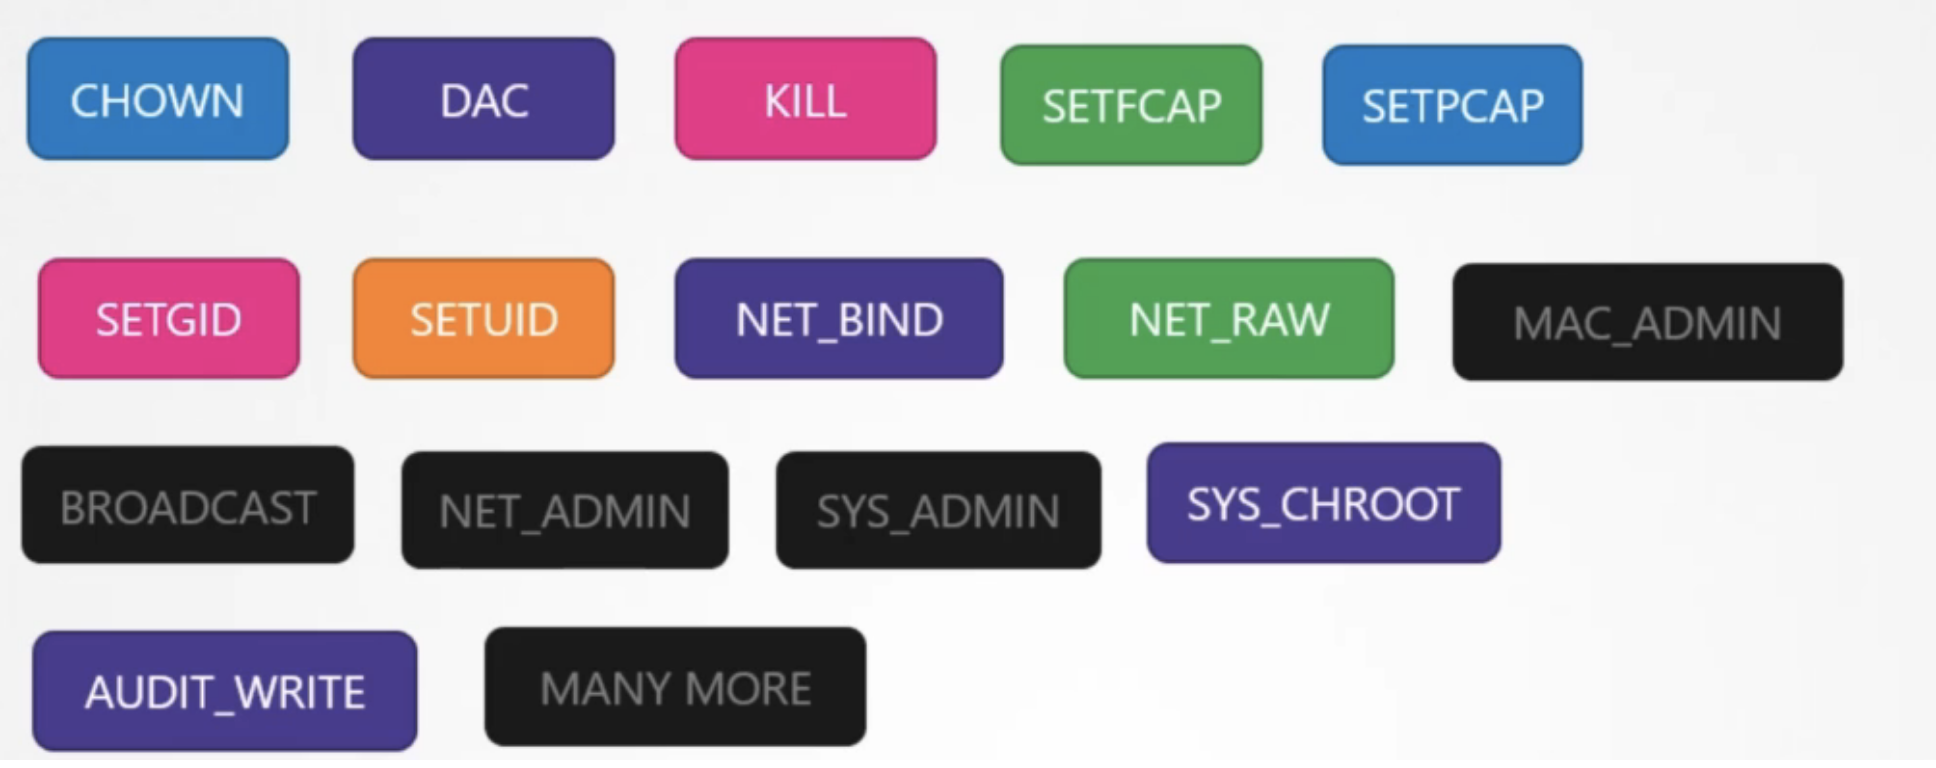 CHOWN DAC KILL SETFCAP SETPCAP
SETGID SETUID NET_BIND NET_RAW MAC_ADMIN
BROADCAST NET_ADMIN SYS_ADMIN SYS_CHROOT
AUDIT_WRITE MANY MORE